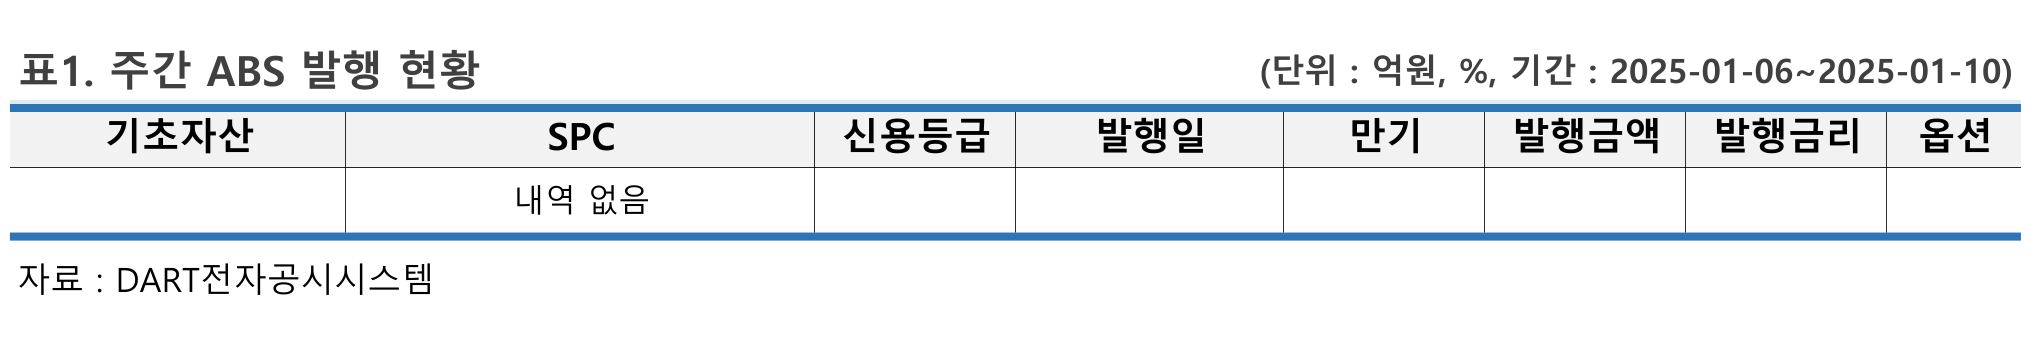 표1. 주간 ABS 발행 현황 (단위 : 억원, %, 기간 : 2025-01-06~2025-01-10)
기초자산 SPC 신용등급 발행일 만기 발행금액 발행금리 옵션
내역 없음
자료 : DART전자공시시스템